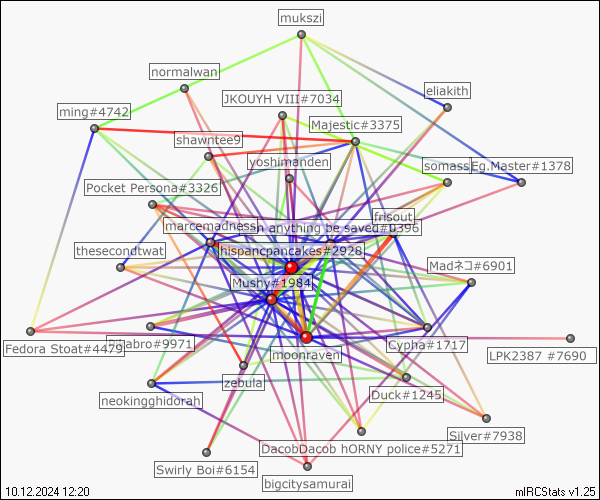 mukszi
normalwan
eliakith
JKOUYH VIII#7034
ming#4742
Majestic#3375
shawntee9
yoshimanden
somass
Eg.Master#1378
Pocket Persona#3326
frisout
marcemadness
n anything be saved#0396
thesecondtwat
hispancpancakes#2928
Madネコ#6901
Mushy#1984
Fedora Stoat#4479
abro#9971
moonraven
Cypha#1717
LPK2387 #7690
zebula
Duck#1245
neokingghidorah
Silver#7938
DacobDacob hORNY police#5271
Swirly Boi#6154
bigcitysamurai
10.12.2024 12:20
mIRCStats v1.25